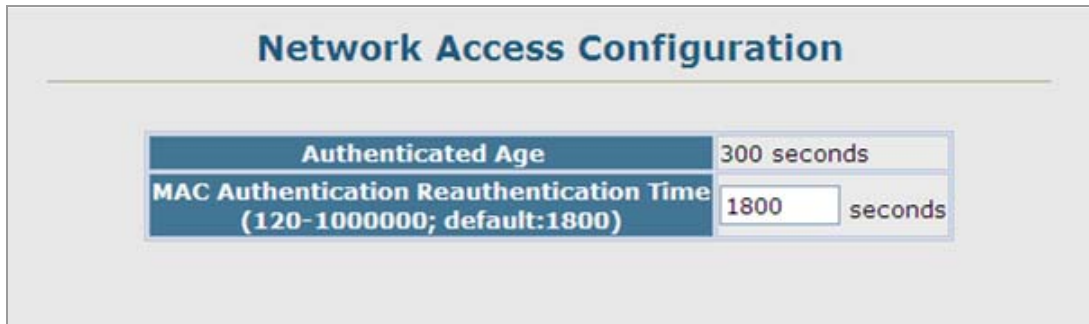 Network Access Configuration
Authenticated Age
300 seconds
MAC Authentication Reauthentication Time
(120-1000000; default:1800)
1800 seconds